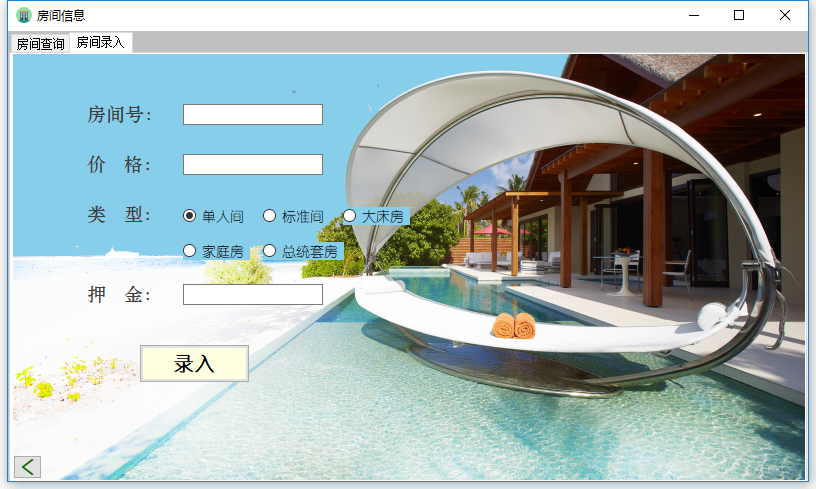 房间信息
房间查询 房间录入
房间号：
价 格：
类 型： 单人间 标准间 大床房
家庭房 总统套房
押 金：
录入